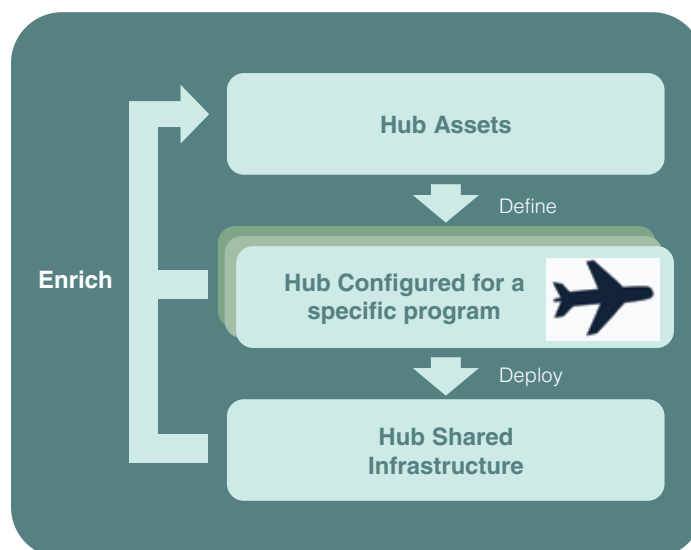 Hub Assets
Define
Enrich
Hub Configured for a
specific program
Deploy
Hub Shared
Infrastructure